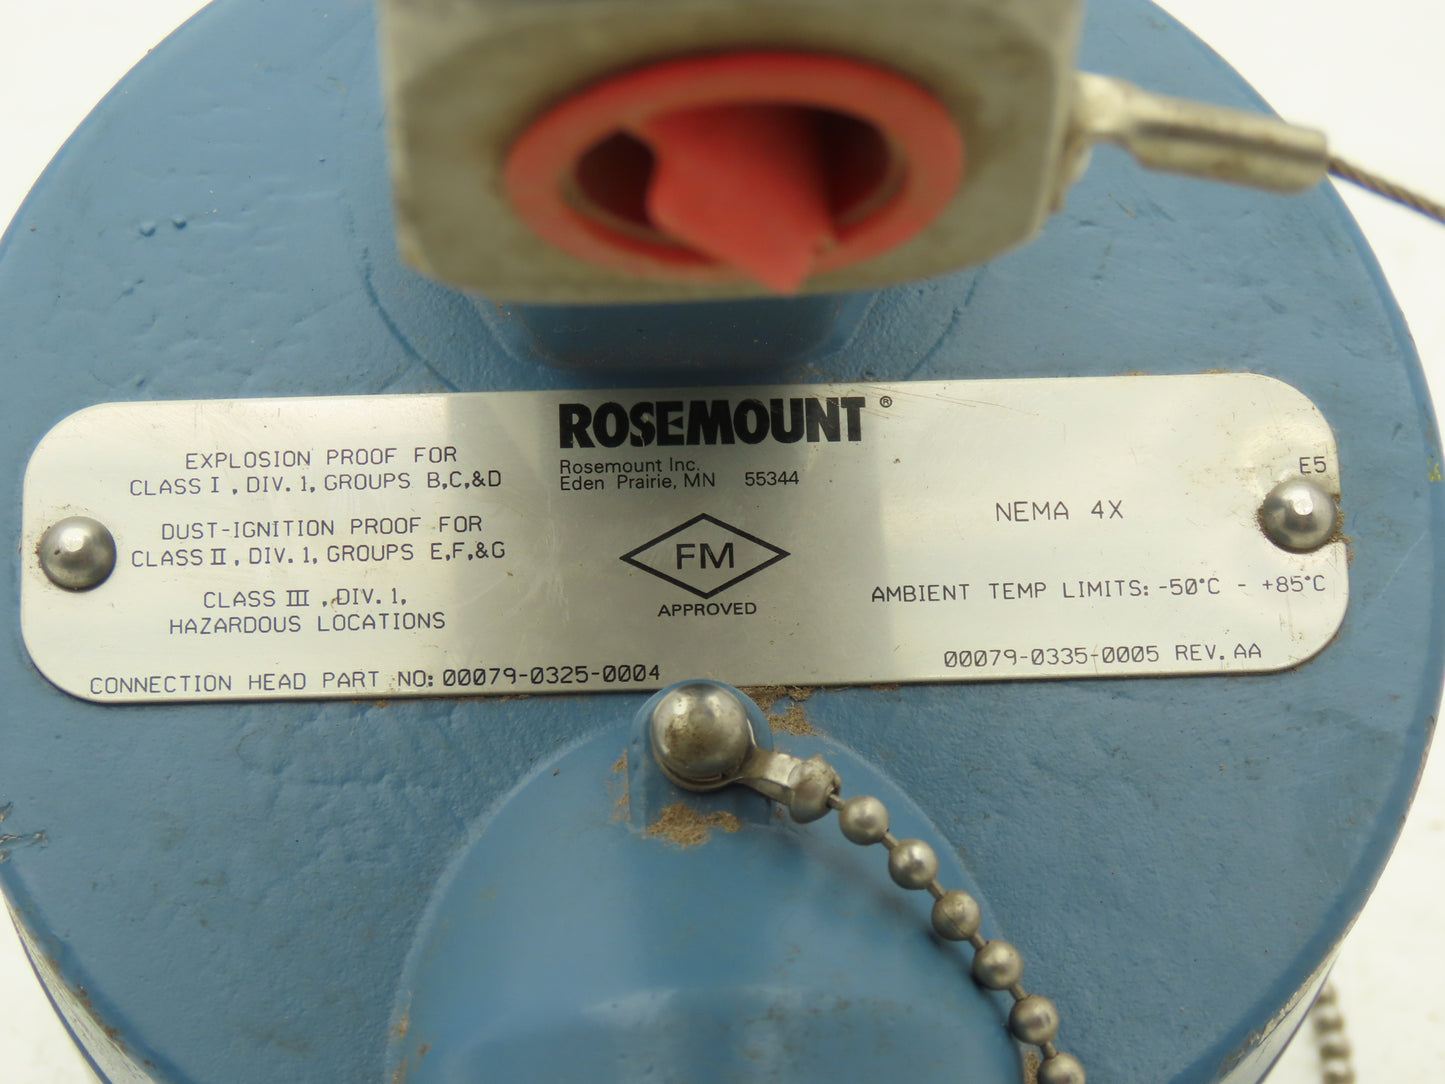 EXPLOSION PROOF FOR
CLASS I, DIV. 1, GROUPS B,C,&D
DUST-IGNITION PROOF FOR
CLASS II, DIV. 1, GROUPS E,F,&G
CLASS III, DIV. 1,
HAZARDOUS LOCATIONS
CONNECTION HEAD PART NO: 00079-0325-0004
ROSEMOUNT®
Rosemount Inc.
Eden Prairie, MN 55344
FM
APPROVED
E5
NEMA 4X
AMBIENT TEMP LIMITS: -50°C - +85°C
00079-0335-0005 REV. AA